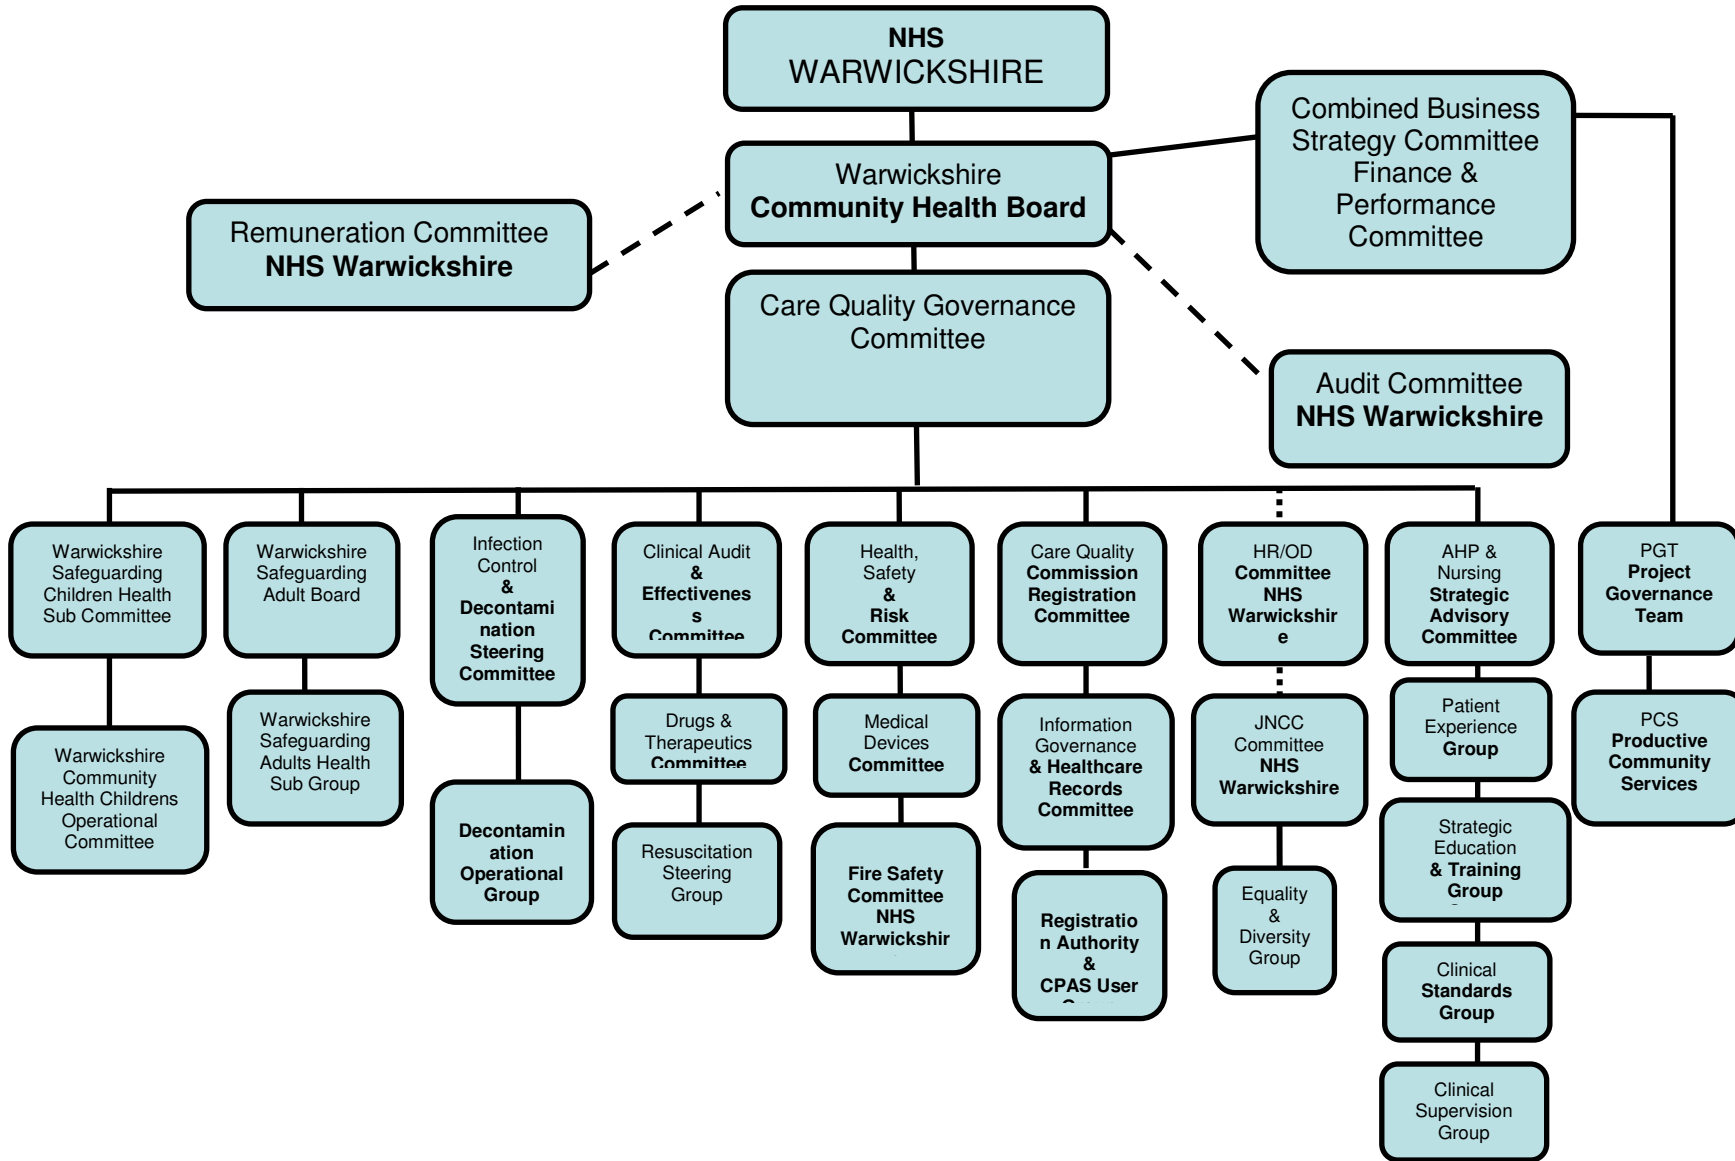 NHS
WARWICKSHIRE
Combined Business
Strategy Committee
Finance &
Performance
Committee
Warwickshire
Community Health Board
Remuneration Committee
NHS Warwickshire
Care Quality Governance
Committee
Audit Committee
NHS Warwickshire
Warwickshire
Safeguarding
Children Health
Sub Committee
Warwickshire
Safeguarding
Adult Board
Infection
Control
&
Decontami
nation
Steering
Committee
Clinical Audit
&
Effectivenes
s
Committee
Health,
Safety
&
Risk
Committee
Care Quality
Commission
Registration
Committee
HR/OD
Committee
NHS
Warwickshir
e
AHP &
Nursing
Strategic
Advisory
Committee
PGT
Project
Governance
Team
Warwickshire
Community
Health Childrens
Operational
Committee
Warwickshire
Safeguarding
Adults Health
Sub Group
Decontamin
ation
Operational
Group
Drugs &
Therapeutics
Committee
Medical
Devices
Committee
Information
Governance
& Healthcare
Records
Committee
JNCC
Committee
NHS
Warwickshire
Patient
Experience
Group
PCS
Productive
Community
Services
Resuscitation
Steering
Group
Fire Safety
Committee
NHS
Warwickshir
Registratio
n Authority
&
CPAS User
Equality
&
Diversity
Group
Strategic
Education
& Training
Group
Clinical
Standards
Group
Clinical
Supervision
Group